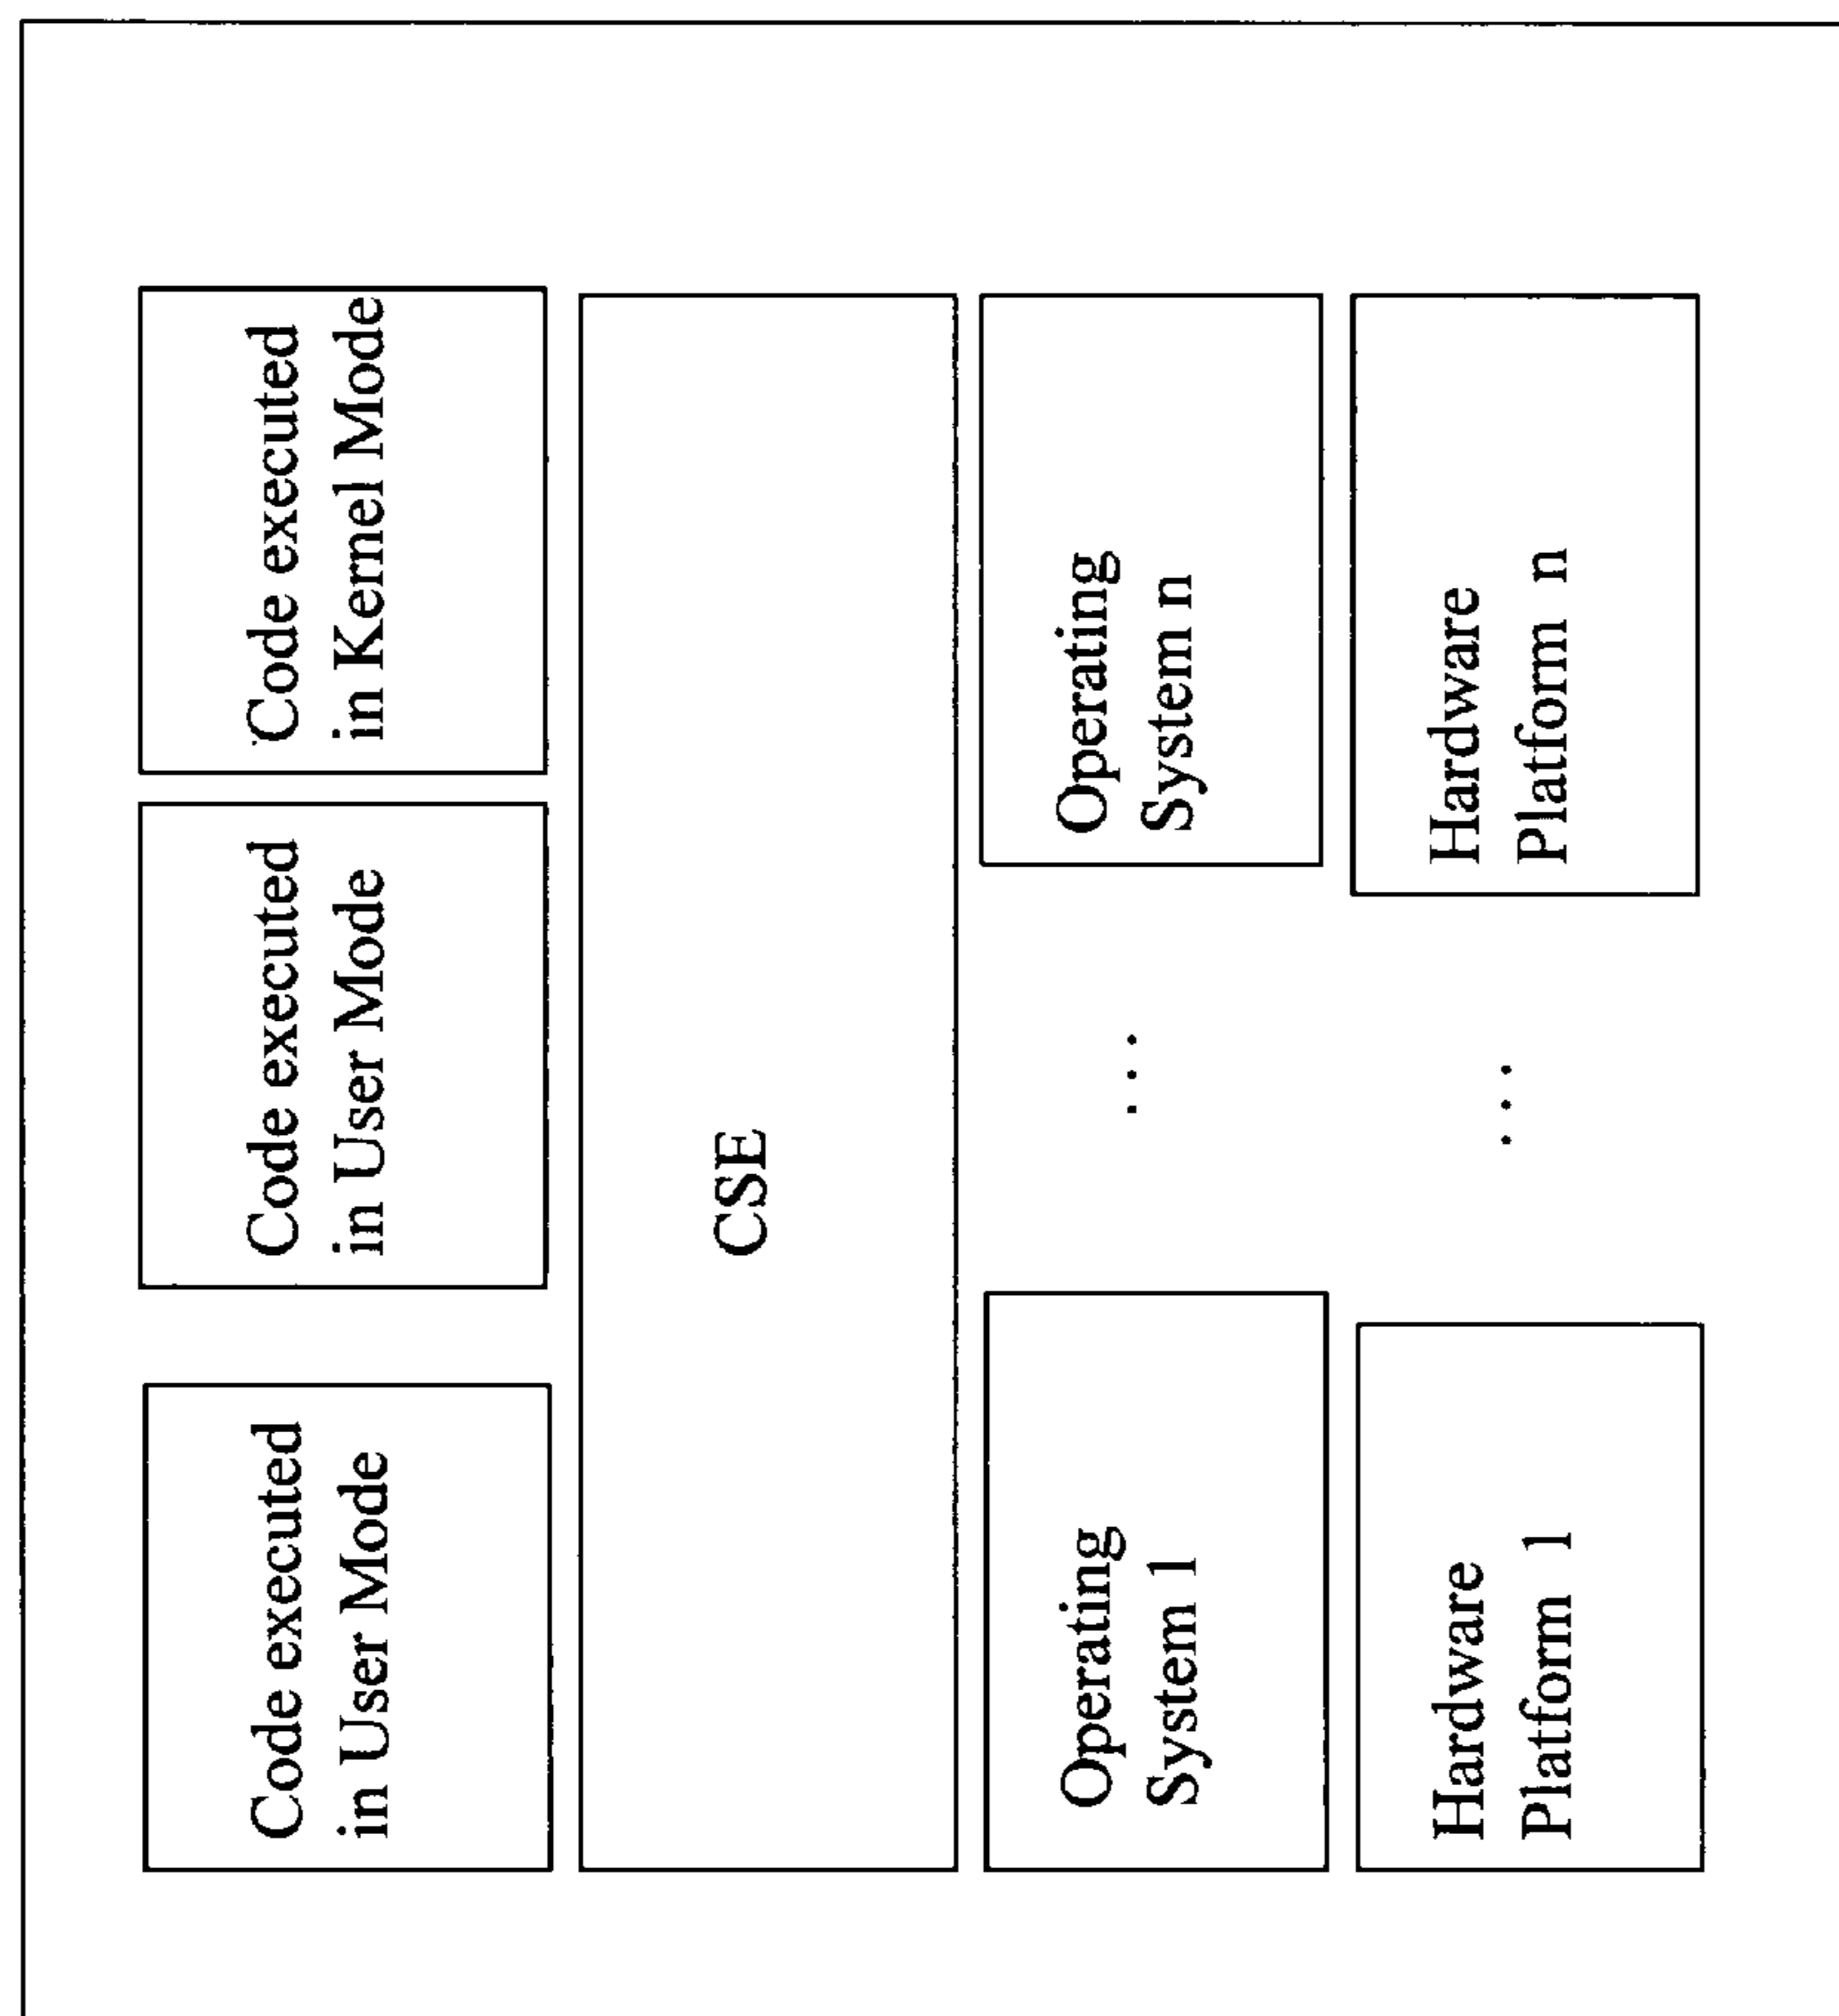 Code executed
in User Mode
Code executed
in User Mode
Code executed
in Kernel Mode
CSE
Operating
System 1
. . .
Operating
System n
Hardware
Platform 1
. . .
Hardware
Platform n